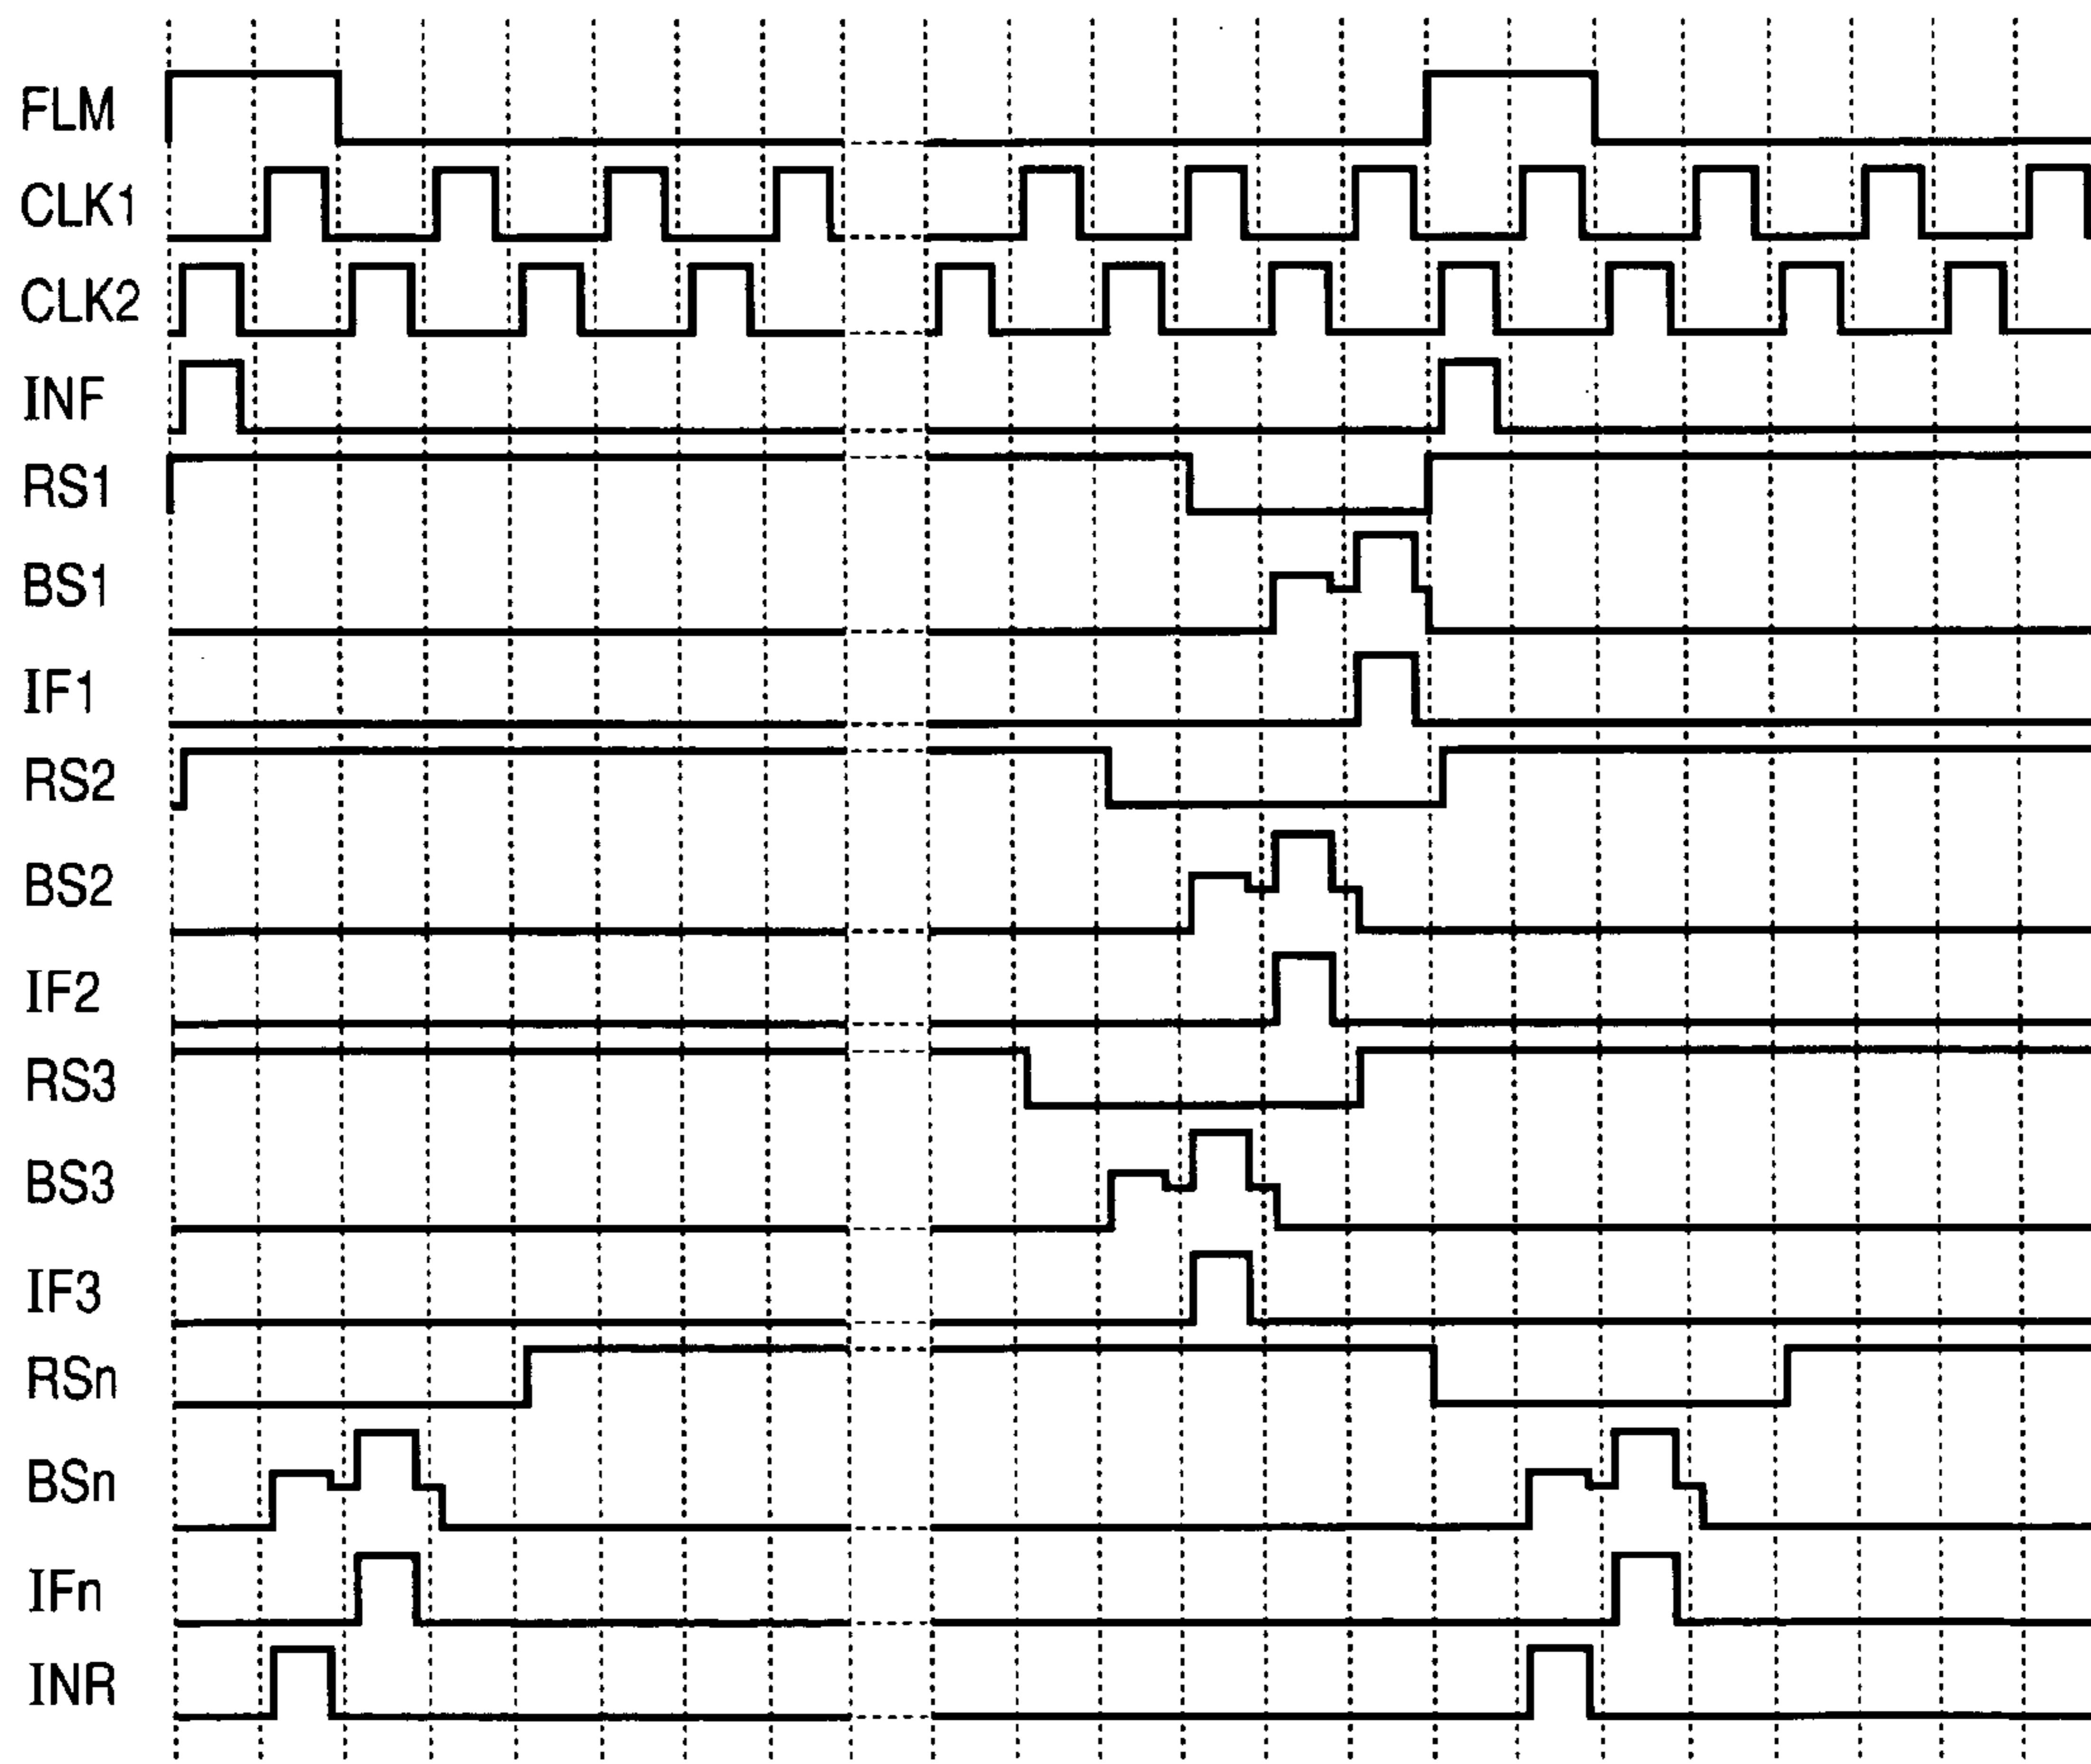 FLM
CLK1
CLK2
INF
RS1
BS1
IF1
RS2
BS2
IF2
RS3
BS3
IF3
RSn
BSn
IFn
INR